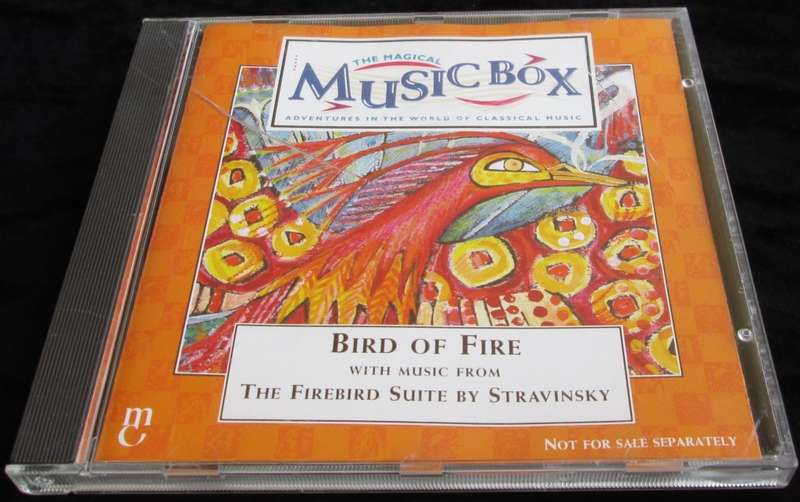 THE MAGICAL
MUSIC BOX
ADVENTURES IN THE WORLD OF CLASSICAL MUSIC
BIRD OF FIRE
WITH MUSIC FROM
THE FIREBIRD SUITE BY STRAVINSKY
mc
NOT FOR SALE SEPARATELY